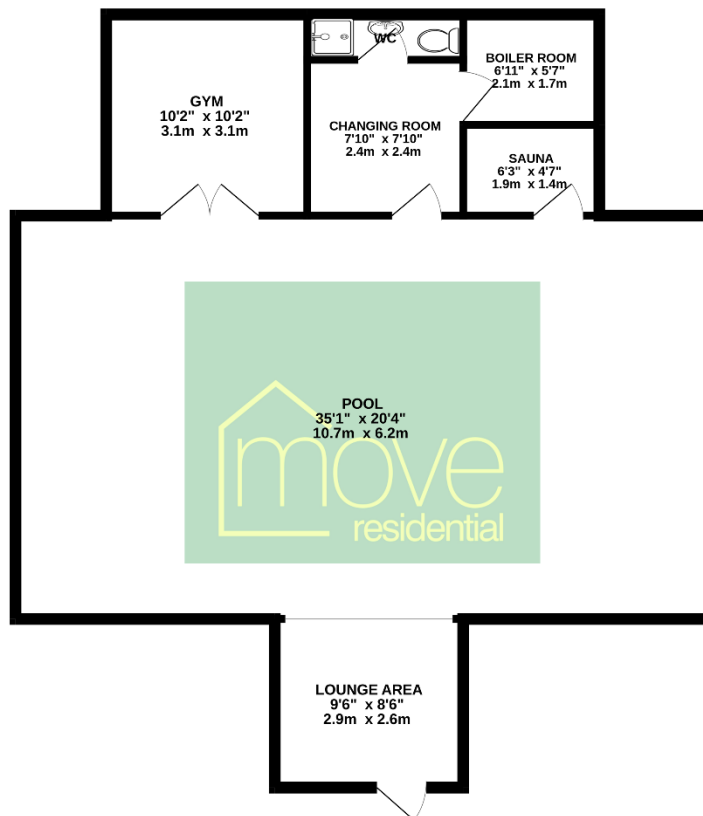 WC
BOILER ROOM
6'11" x 5'7"
2.1m x 1.7m
GYM
10'2" x 10'2"
3.1m x 3.1m
CHANGING ROOM
7'10" x 7'10"
2.4m x 2.4m
SAUNA
6'3" x 4'7"
1.9m x 1.4m
POOL
35'1" x 20'4"
10.7m x 6.2m
move
residential
LOUNGE AREA
9'6" x 8'6"
2.9m x 2.6m